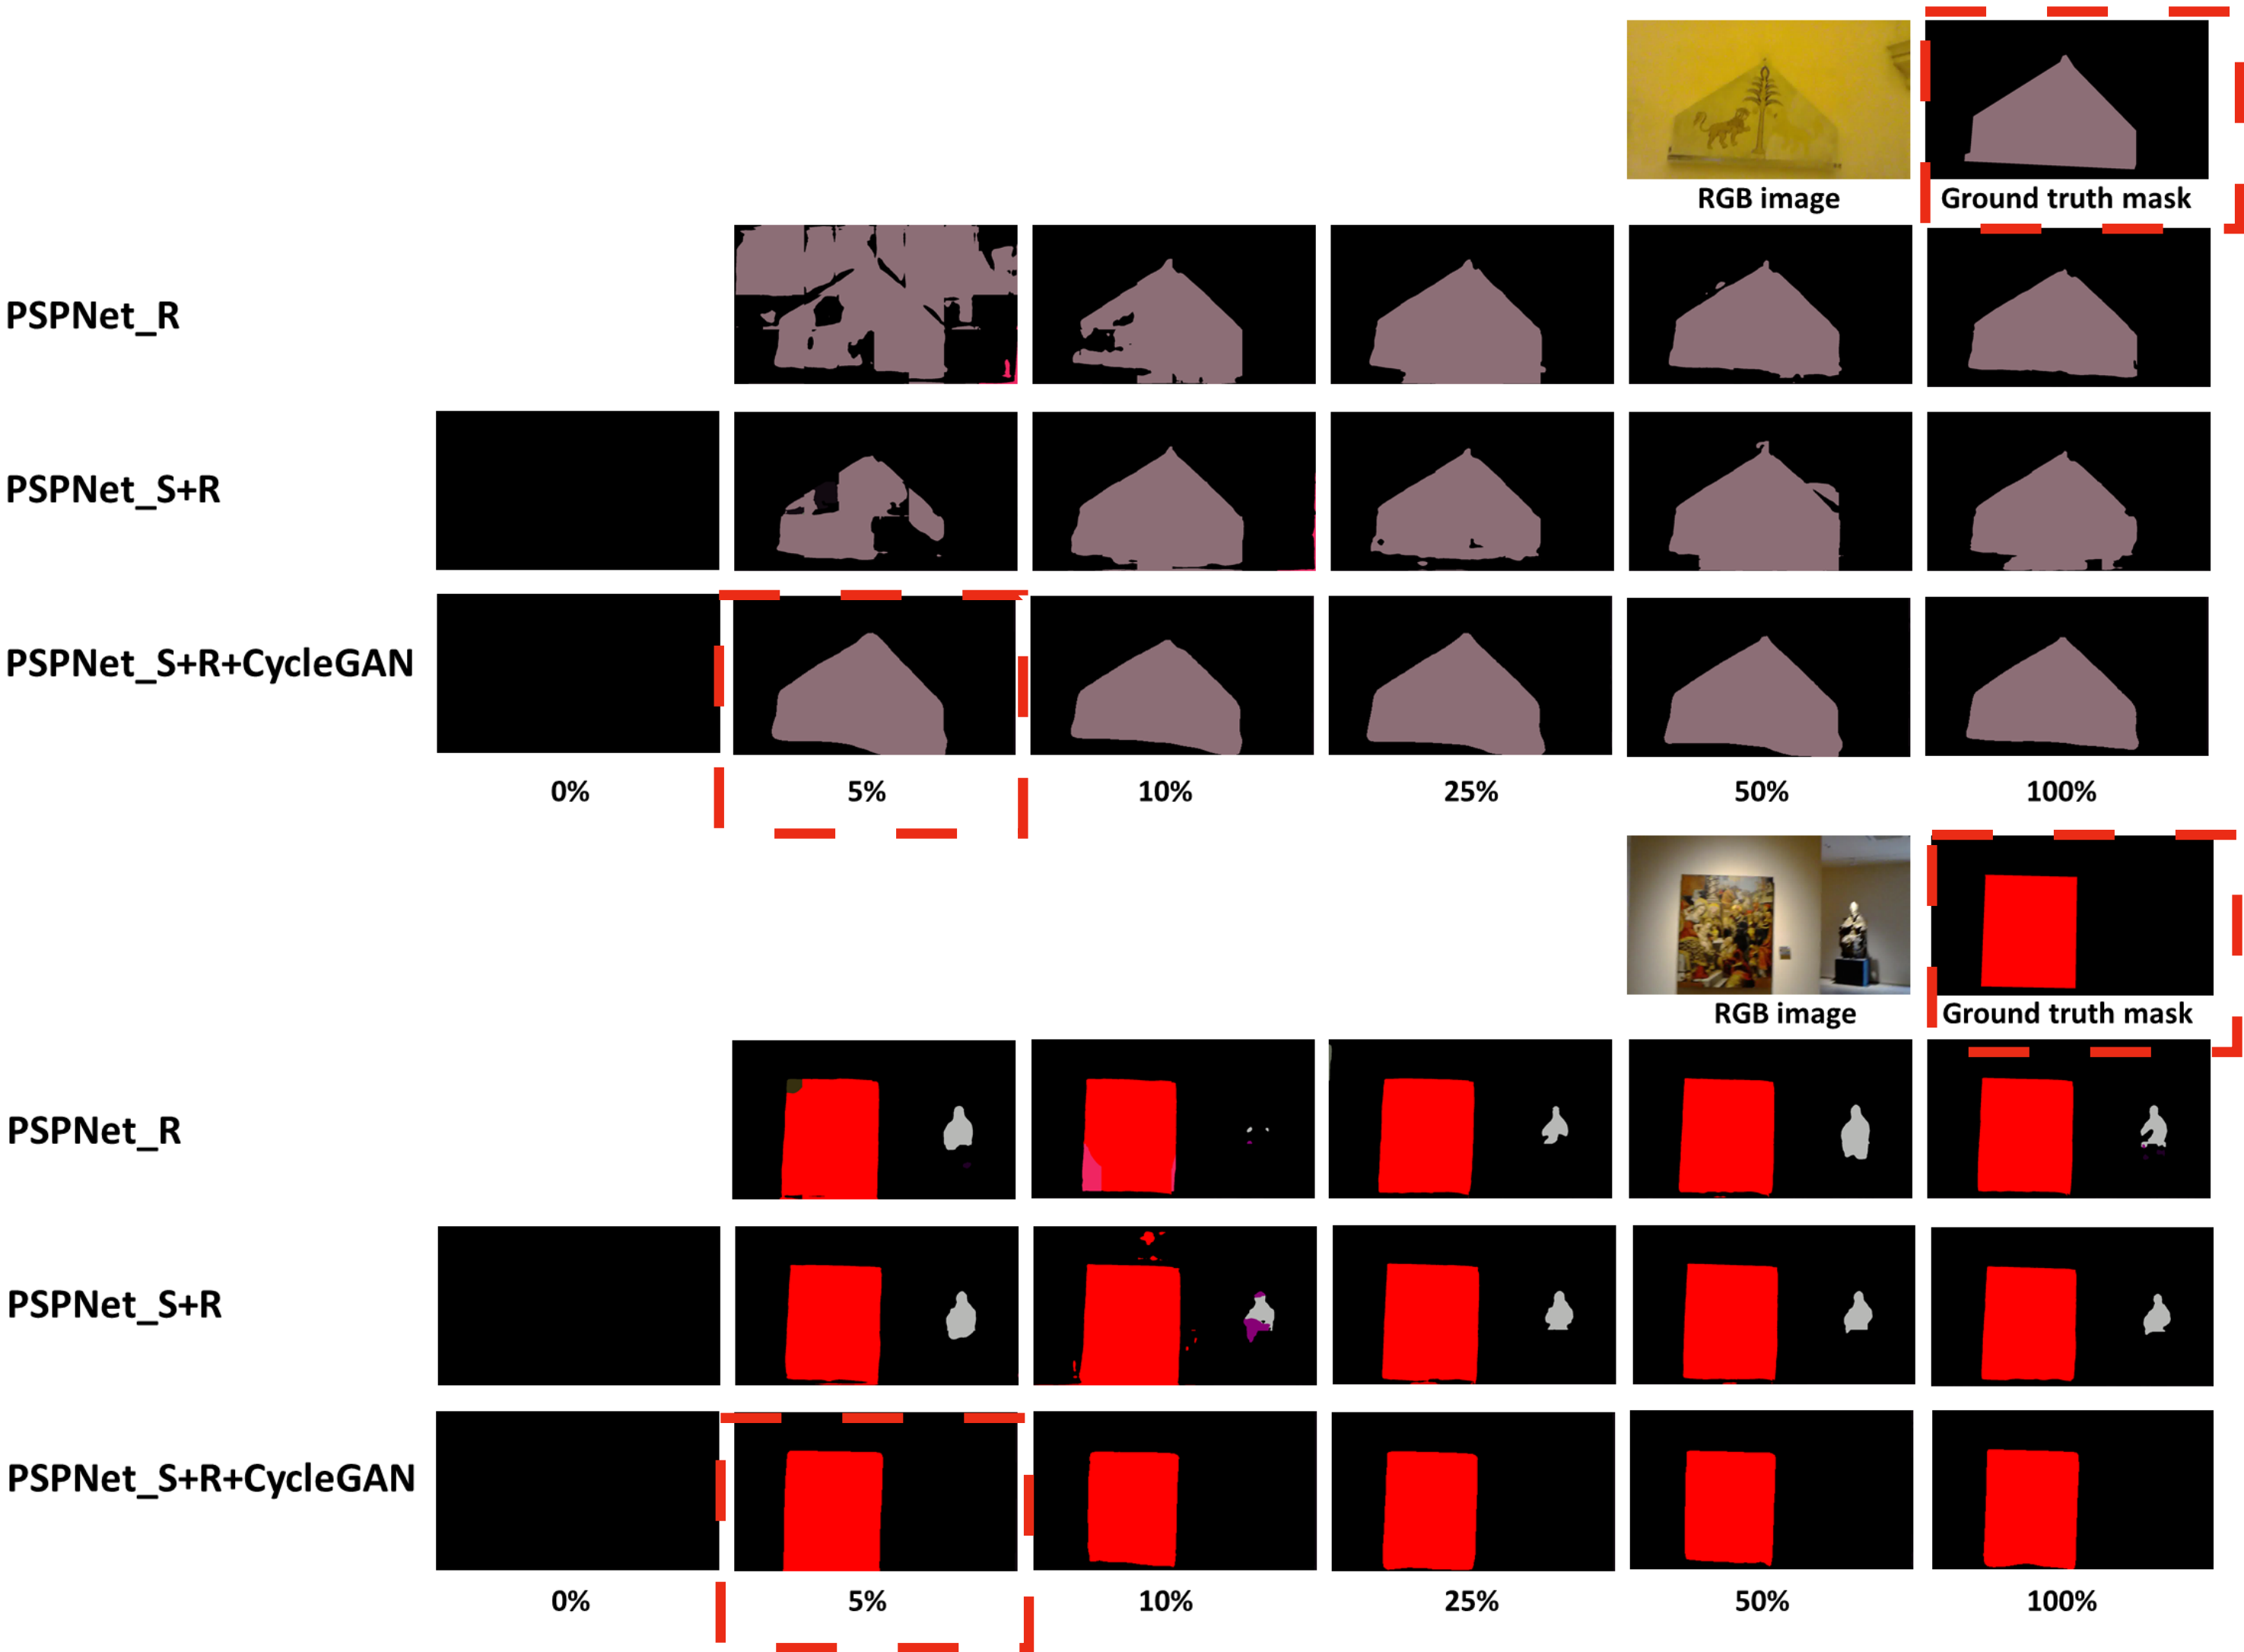 RGB image
Ground truth mask
PSPNet_R
PSPNet_S+R
PSPNet_S+R+CycleGAN
0%
5%
10%
25%
50%
100%
RGB image
Ground truth mask
PSPNet_R
PSPNet_S+R
PSPNet_S+R+CycleGAN
0%
5%
10%
25%
50%
100%